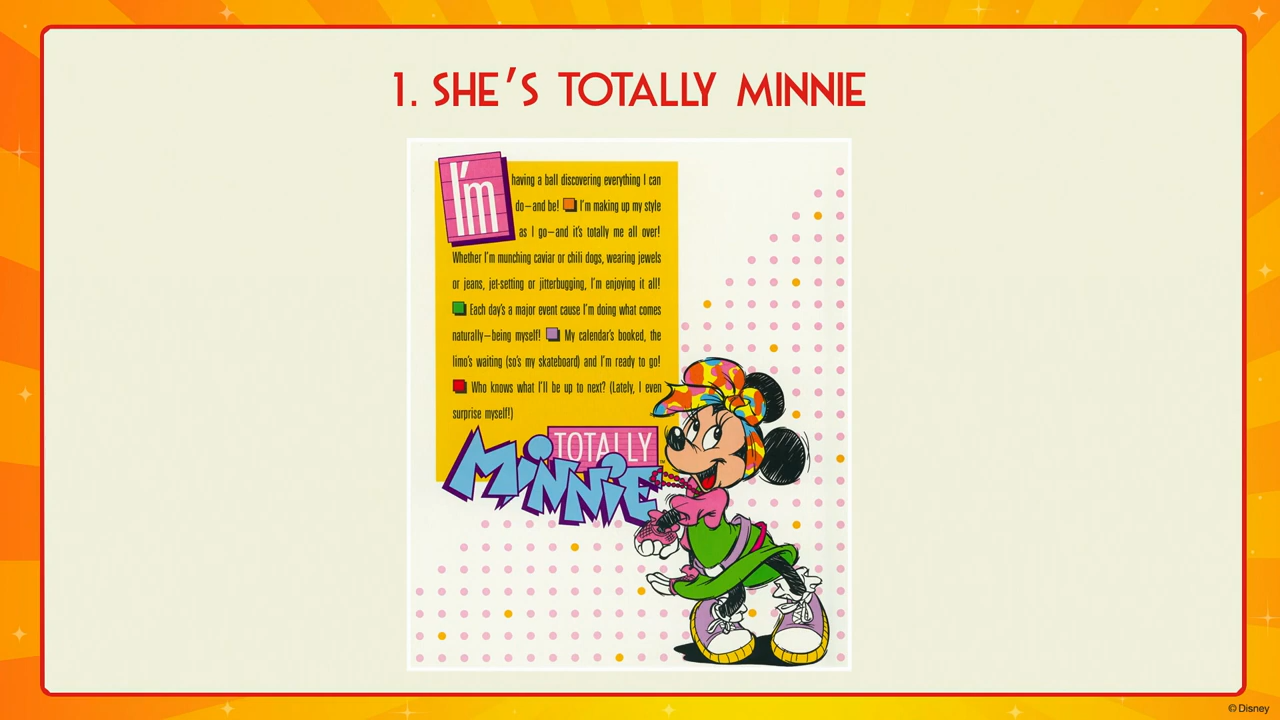 1. SHE'S TOTALLY MINNIE
I'm having a ball discovering everything I can
do—and be! I'm making up my style
as I go—and it's totally me all over!
Whether I'm munching caviar or chili dogs, wearing jewels
or jeans, jet-setting or jitterbugging, I'm enjoying it all!
Each day's a major event cause I'm doing what comes
naturally—being myself! My calendar's booked, the
limo's waiting (so's my skateboard) and I'm ready to go!
Who knows what I'll be up to next? (Lately, I even
surprise myself!)
TOTALLY
MINNIE™
© Disney